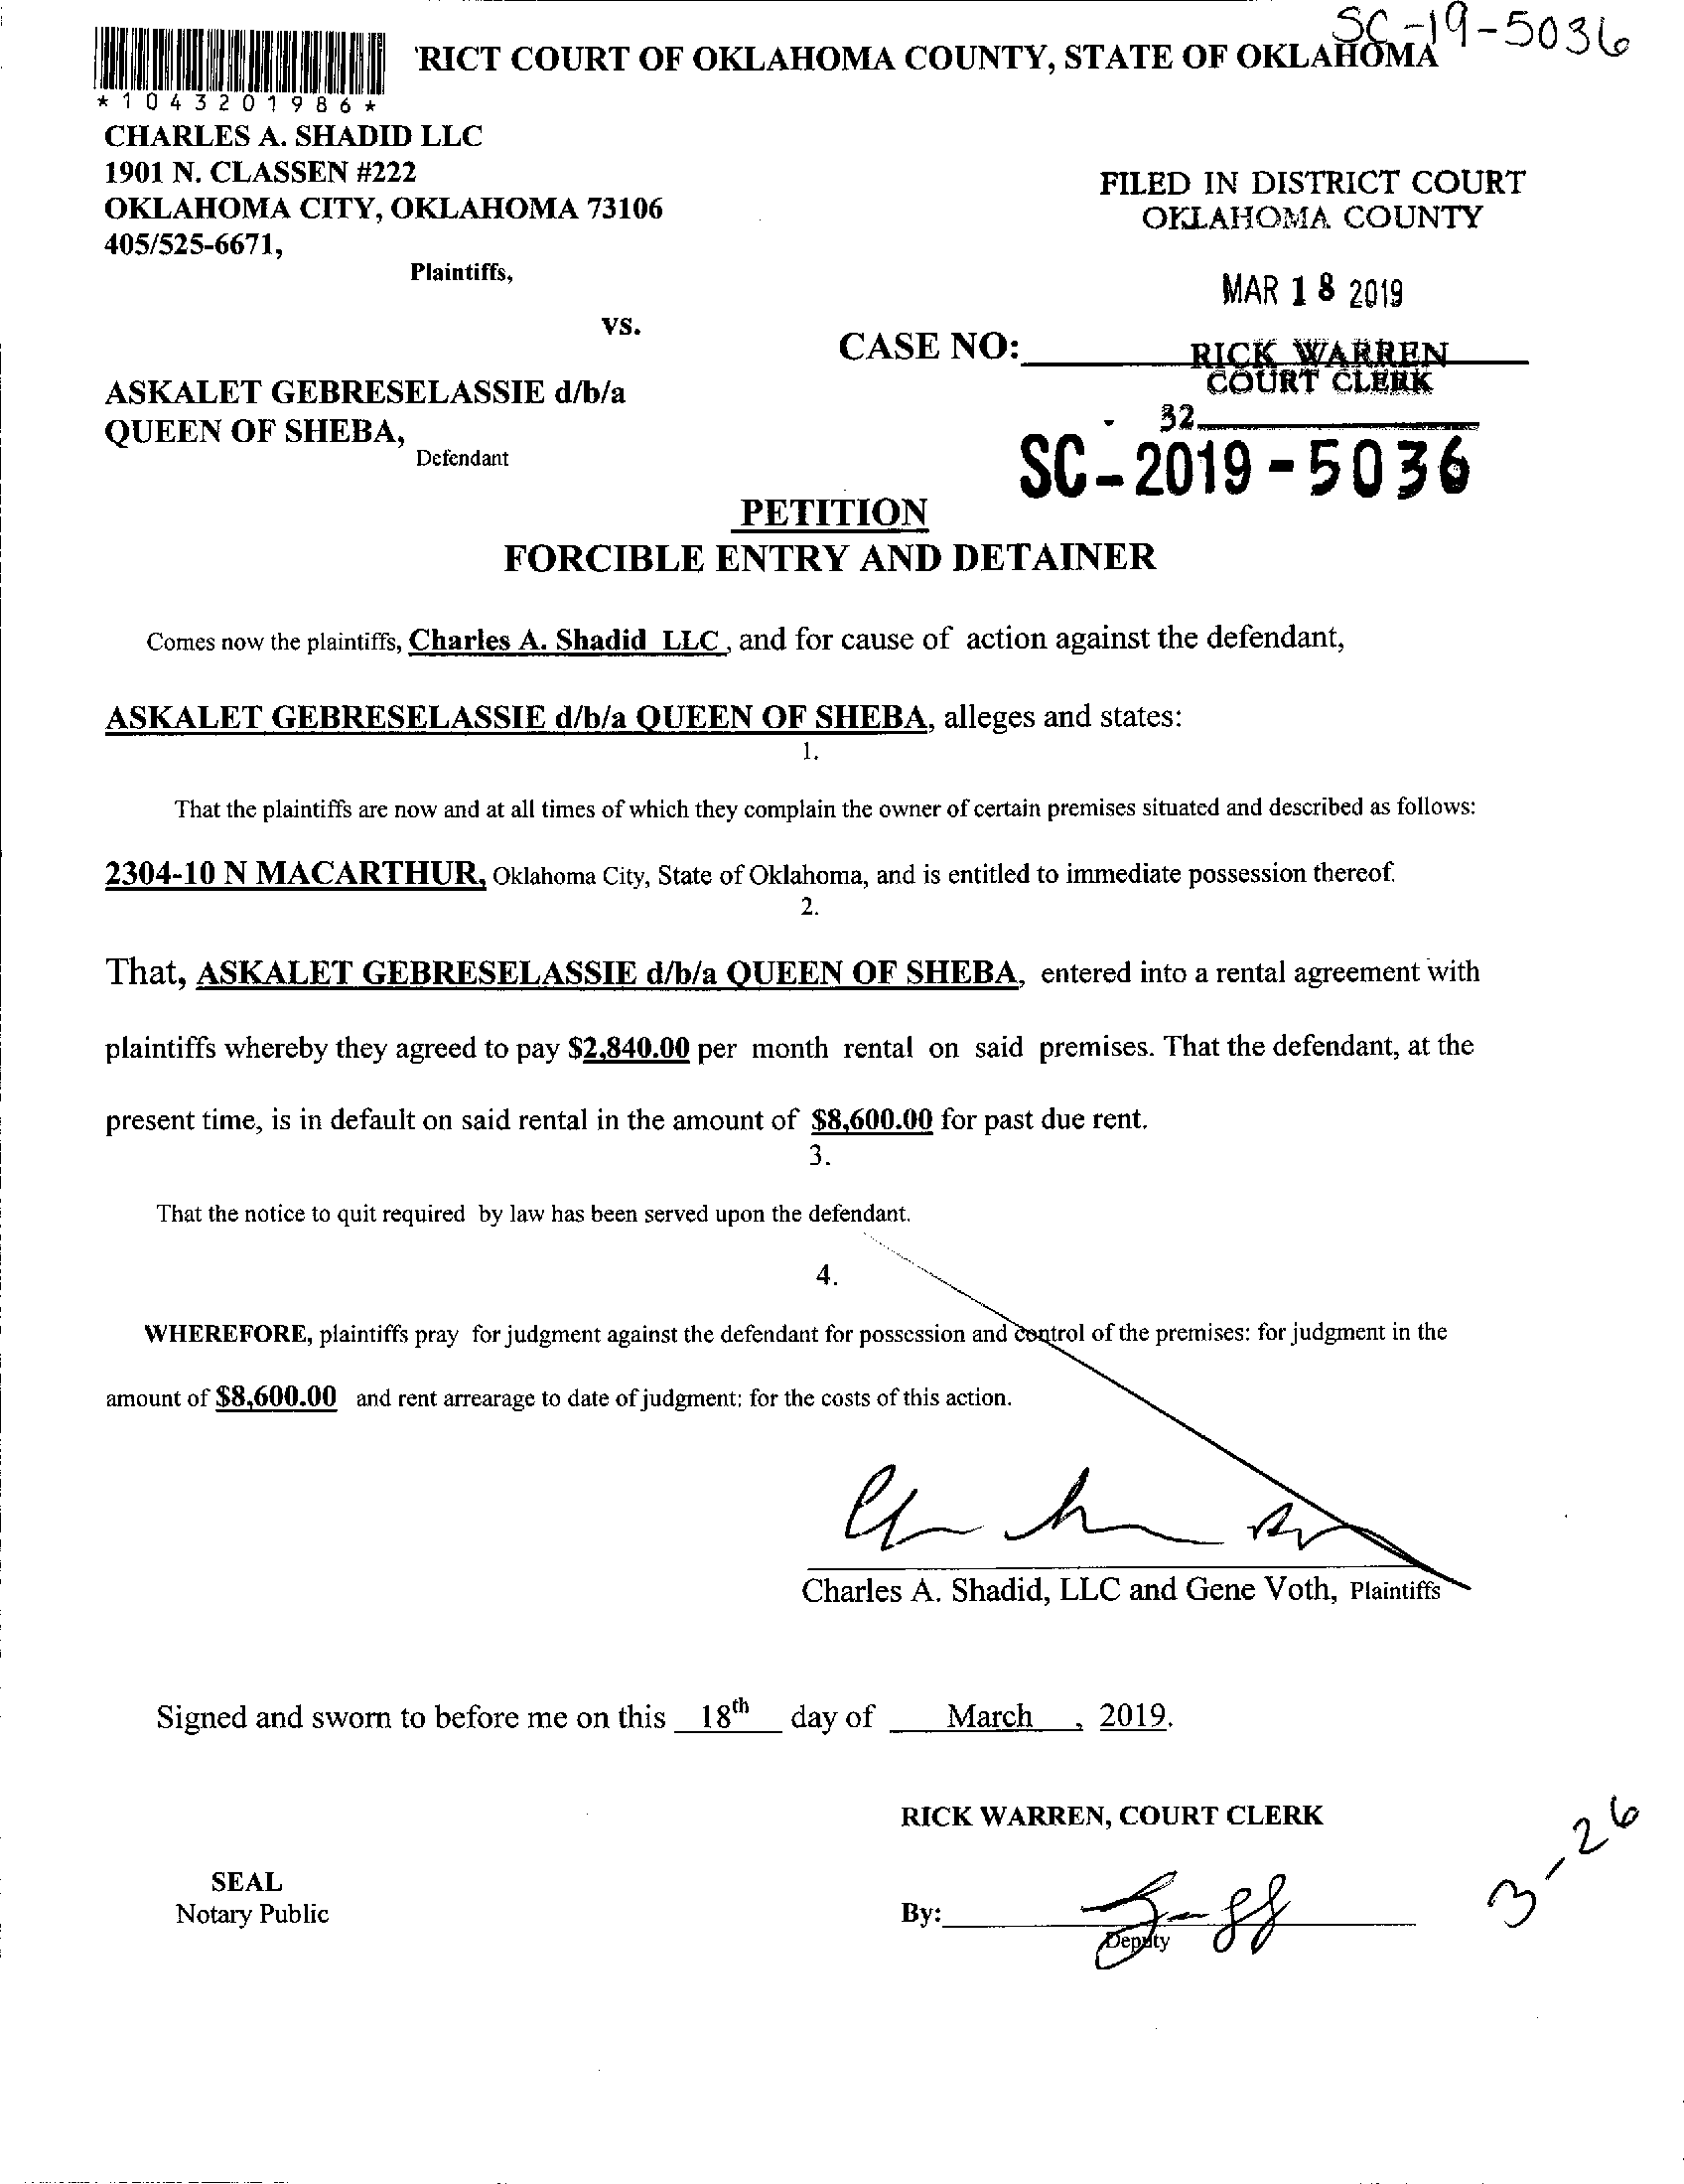 SC-19-5036
'RICT COURT OF OKLAHOMA COUNTY, STATE OF OKLAHOMA
*1043201986*
CHARLES A. SHADID LLC
1901 N. CLASSEN #222
OKLAHOMA CITY, OKLAHOMA 73106
405/525-6671,
Plaintiffs,
FILED IN DISTRICT COURT
OKLAHOMA COUNTY
MAR 18 2019
vs.
CASE NO:
RICK WARREN
COURT CLERK
32
ASKALET GEBRESELASSIE d/b/a
QUEEN OF SHEBA,
Defendant
SC-2019-5036
PETITION
FORCIBLE ENTRY AND DETAINER
Comes now the plaintiffs, Charles A. Shadid LLC, and for cause of action against the defendant,
ASKALET GEBRESELASSIE d/b/a QUEEN OF SHEBA, alleges and states:
1.
That the plaintiffs are now and at all times of which they complain the owner of certain premises situated and described as follows:
2304-10 N MACARTHUR, Oklahoma City, State of Oklahoma, and is entitled to immediate possession thereof.
2.
That, ASKALET GEBRESELASSIE d/b/a QUEEN OF SHEBA, entered into a rental agreement with
plaintiffs whereby they agreed to pay $2,840.00 per month rental on said premises. That the defendant, at the
present time, is in default on said rental in the amount of $8,600.00 for past due rent.
3.
That the notice to quit required by law has been served upon the defendant.
4.
WHEREFORE, plaintiffs pray for judgment against the defendant for possession and control of the premises: for judgment in the
amount of $8,600.00 and rent arrearage to date of judgment; for the costs of this action.
Charles A. Shadid, LLC and Gene Voth, Plaintiffs
Signed and sworn to before me on this 18th day of March, 2019.
RICK WARREN, COURT CLERK
3-26
SEAL
Notary Public
By:
Deputy